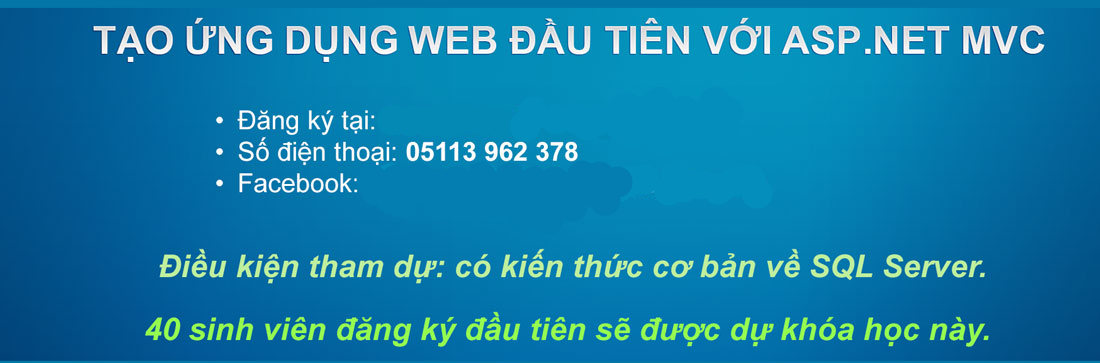 TẠO ỨNG DỤNG WEB ĐẦU TIÊN VỚI ASP.NET MVC
• Đăng ký tại:
• Số điện thoại: 05113 962 378
• Facebook:
Điều kiện tham dự: có kiến thức cơ bản về SQL Server.
40 sinh viên đăng ký đầu tiên sẽ được dự khóa học này.